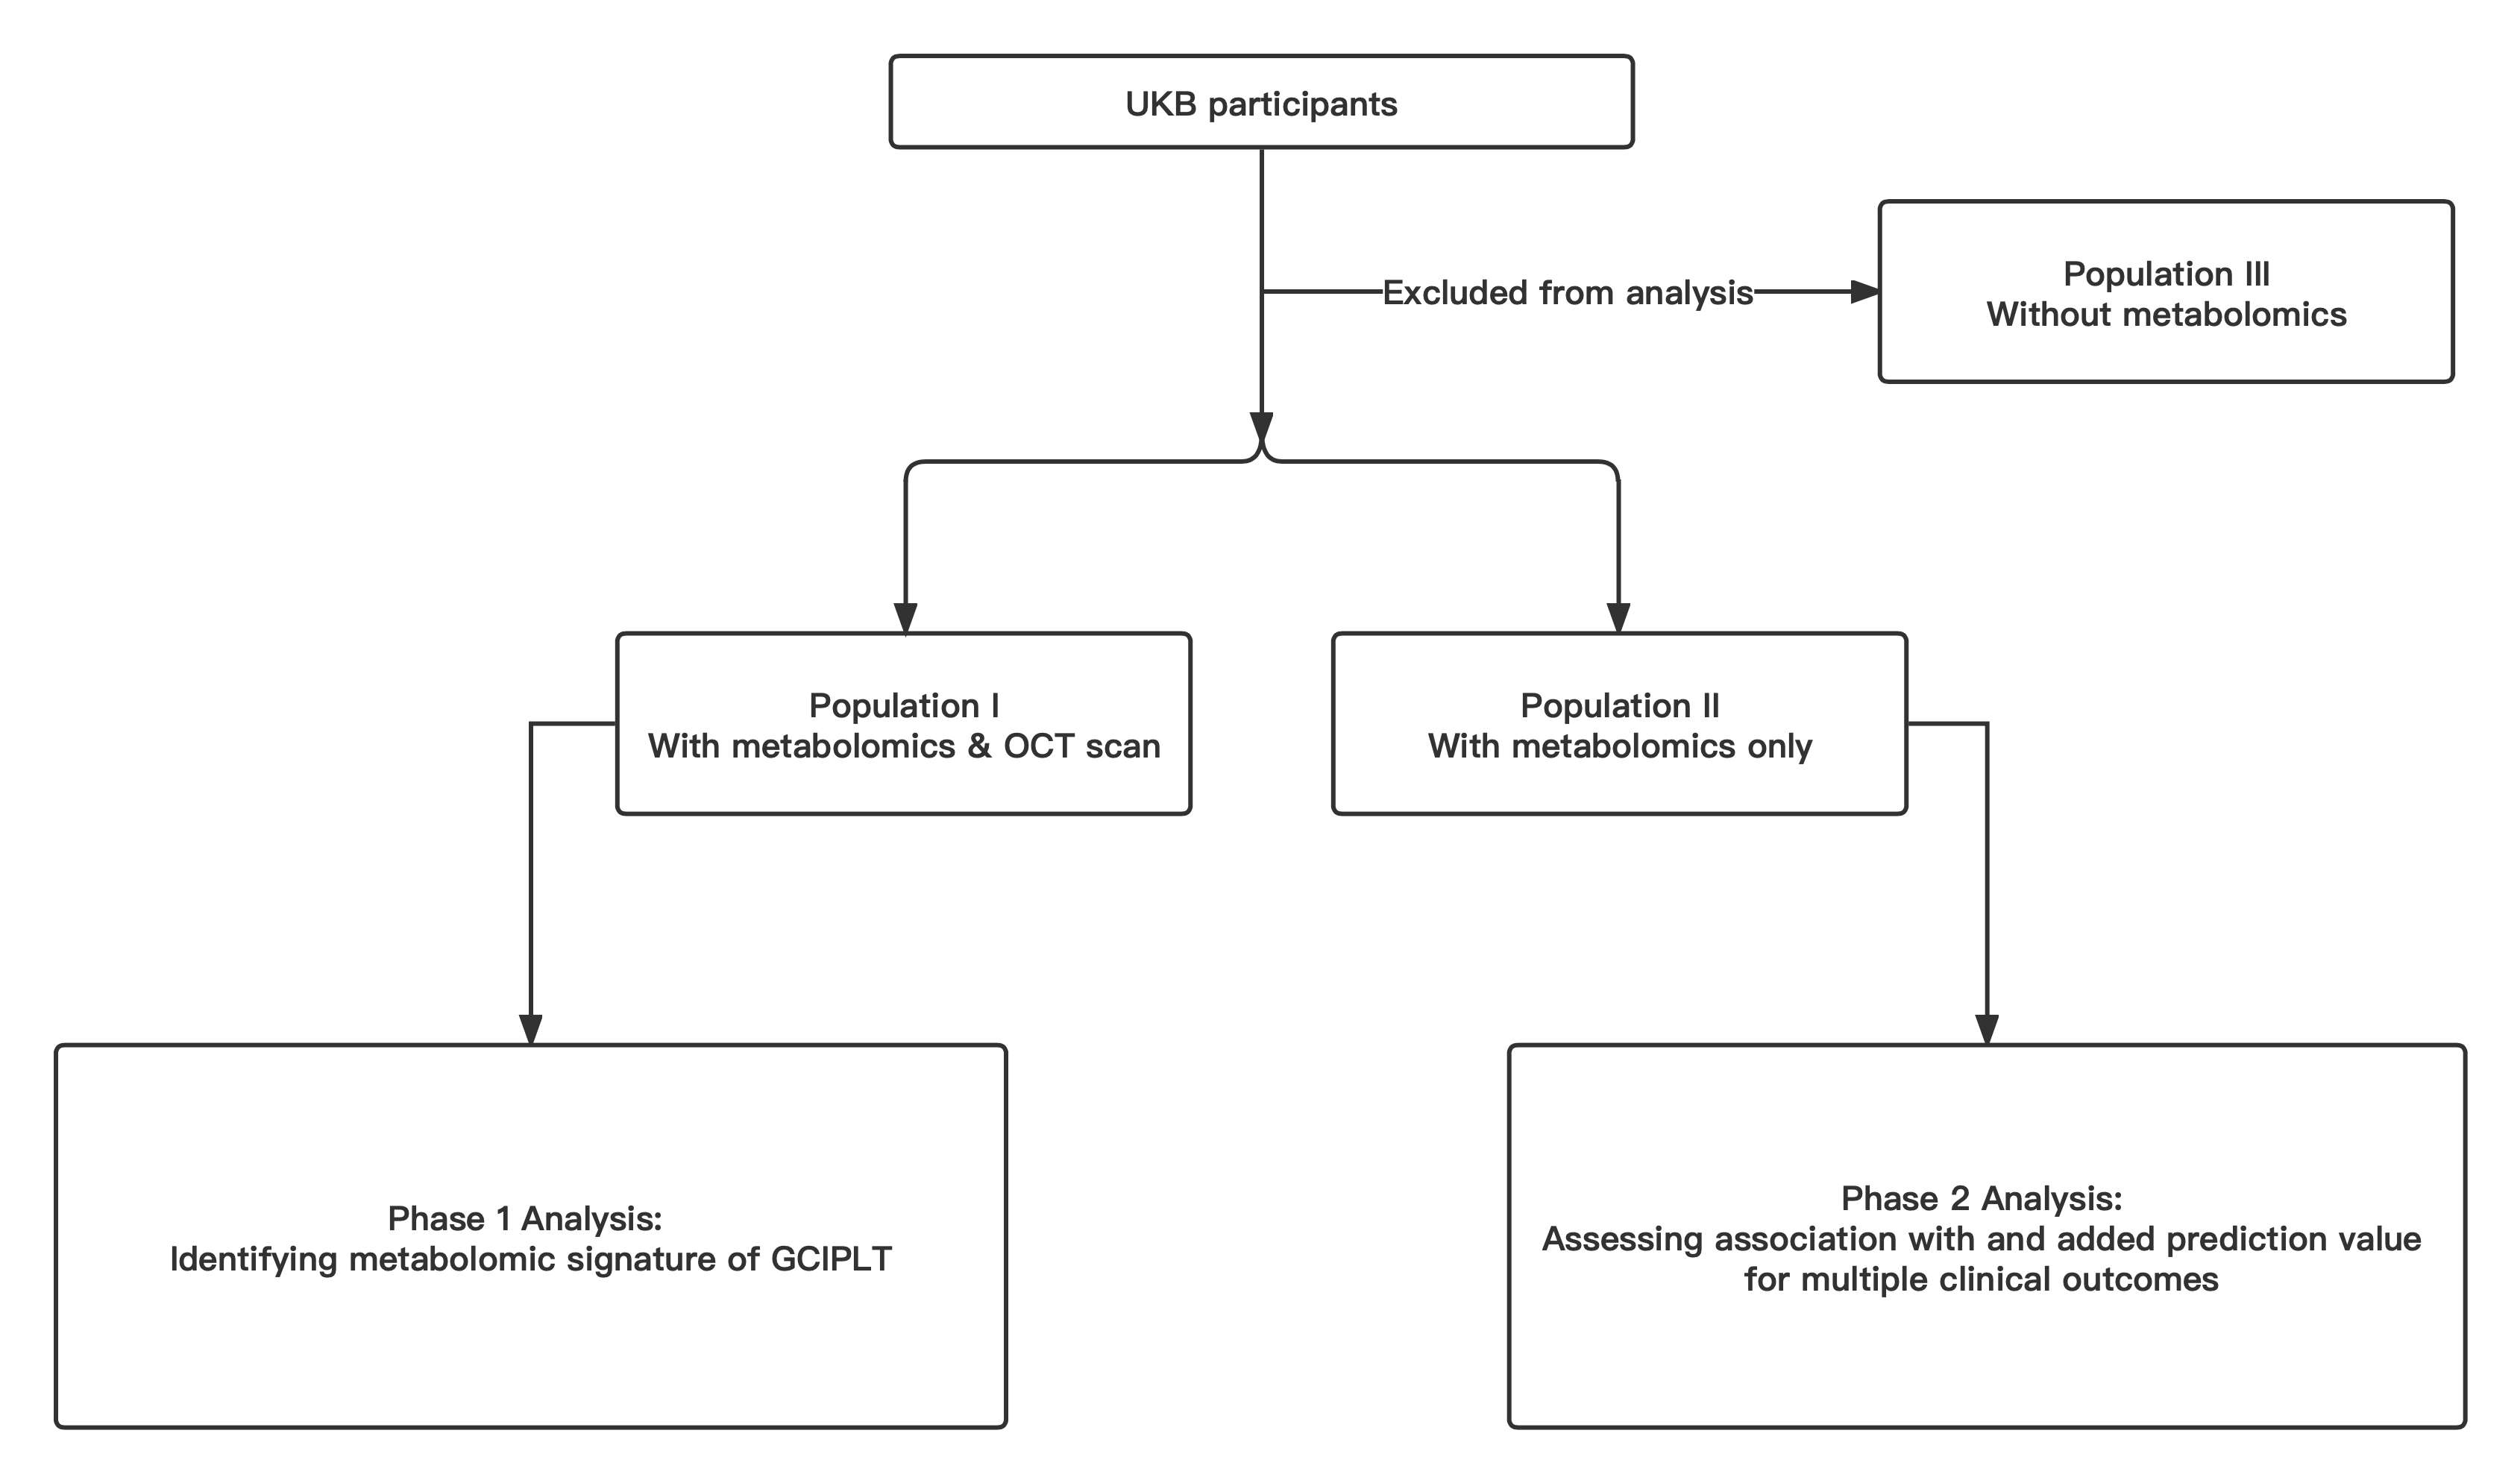 UKB participants
Excluded from analysis
Population III
Without metabolomics
Population I
With metabolomics & OCT scan
Population II
With metabolomics only
Phase 1 Analysis:
Identifying metabolomic signature of GCIPLT
Phase 2 Analysis:
Assessing association with and added prediction value
for multiple clinical outcomes